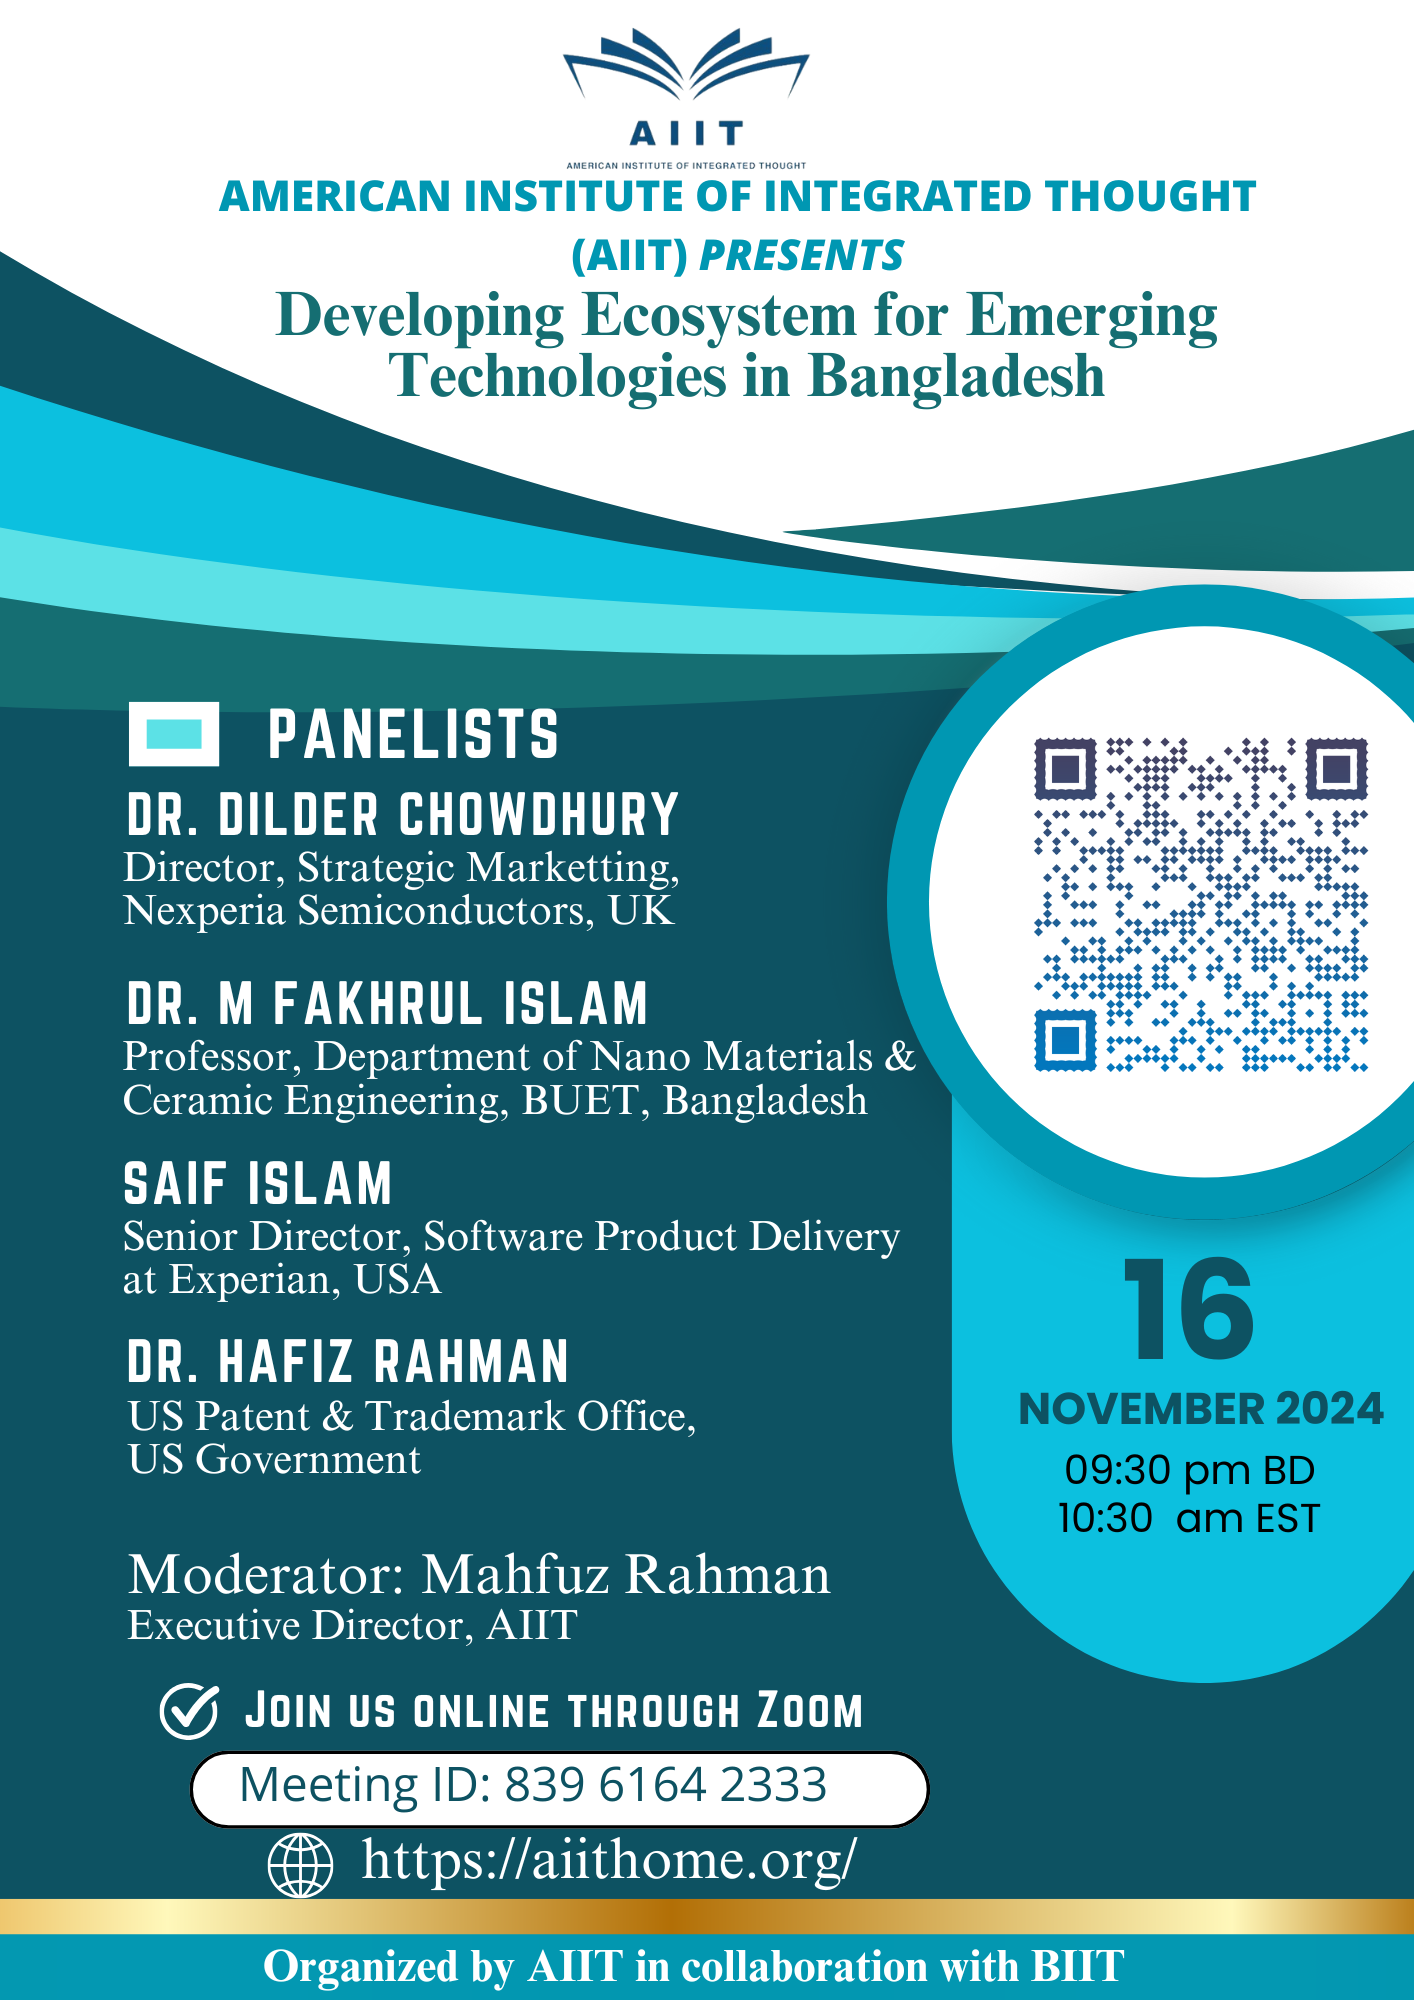 AIIT
AMERICAN INSTITUTE OF INTEGRATED THOUGHT
AMERICAN INSTITUTE OF INTEGRATED THOUGHT
(AIIT) PRESENTS
Developing Ecosystem for Emerging
Technologies in Bangladesh
PANELISTS
DR. DILDER CHOWDHURY
Director, Strategic Marketting,
Nexperia Semiconductors, UK
DR. M FAKHRUL ISLAM
Professor, Department of Nano Materials &
Ceramic Engineering, BUET, Bangladesh
SAIF ISLAM
Senior Director, Software Product Delivery
at Experian, USA
DR. HAFIZ RAHMAN
US Patent & Trademark Office,
US Government
16
NOVEMBER 2024
09:30 pm BD
10:30 am EST
Moderator: Mahfuz Rahman
Executive Director, AIIT
JOIN US ONLINE THROUGH ZOOM
Meeting ID: 839 6164 2333
https://aiithome.org/
Organized by AIIT in collaboration with BIIT